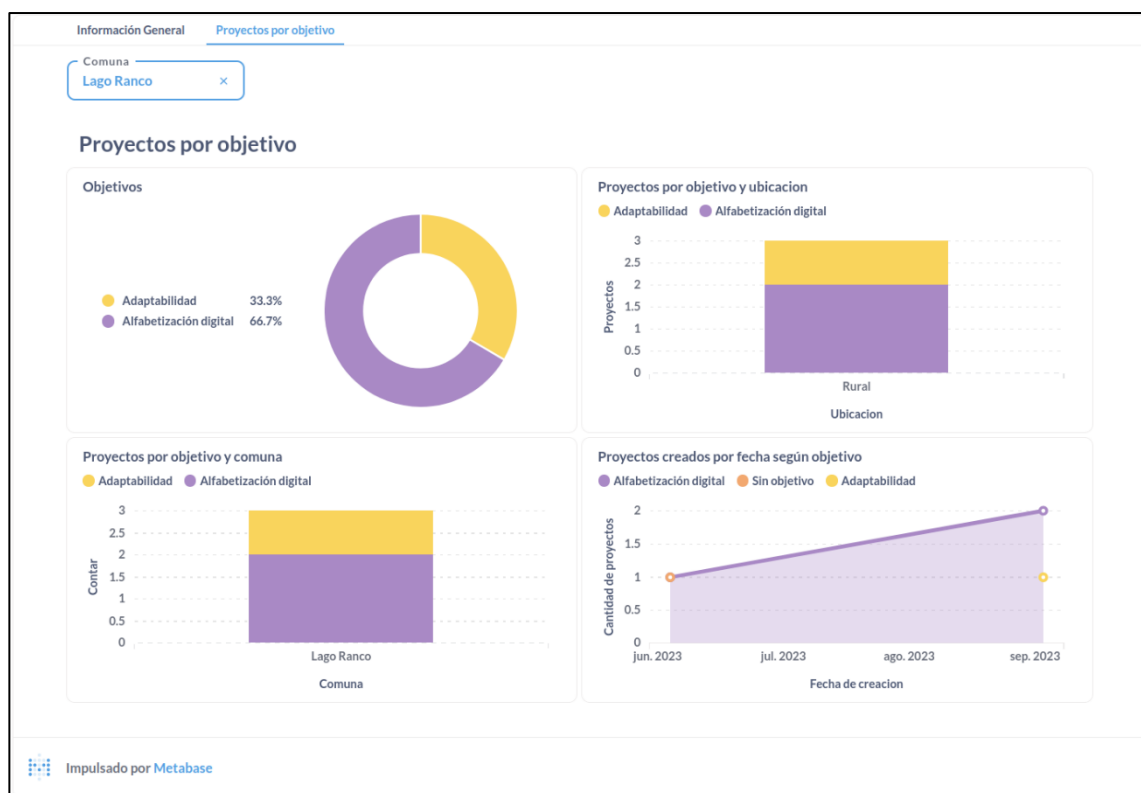 Información General Proyectos por objetivo
Comuna
Lago Ranco ×
Proyectos por objetivo
Objetivos
Adaptabilidad 33.3%
Alfabetización digital 66.7%
Proyectos por objetivo y ubicacion
Adaptabilidad Alfabetización digital
Proyectos
3
2.5
2
1.5
1
0.5
0
Rural
Ubicacion
Proyectos por objetivo y comuna
Adaptabilidad Alfabetización digital
Contar
3
2.5
2
1.5
1
0.5
0
Lago Ranco
Comuna
Proyectos creados por fecha según objetivo
Alfabetización digital Sin objetivo Adaptabilidad
Cantidad de proyectos
2
1.5
1
0.5
0
jun. 2023 jul. 2023 ago. 2023 sep. 2023
Fecha de creacion
Impulsado por Metabase